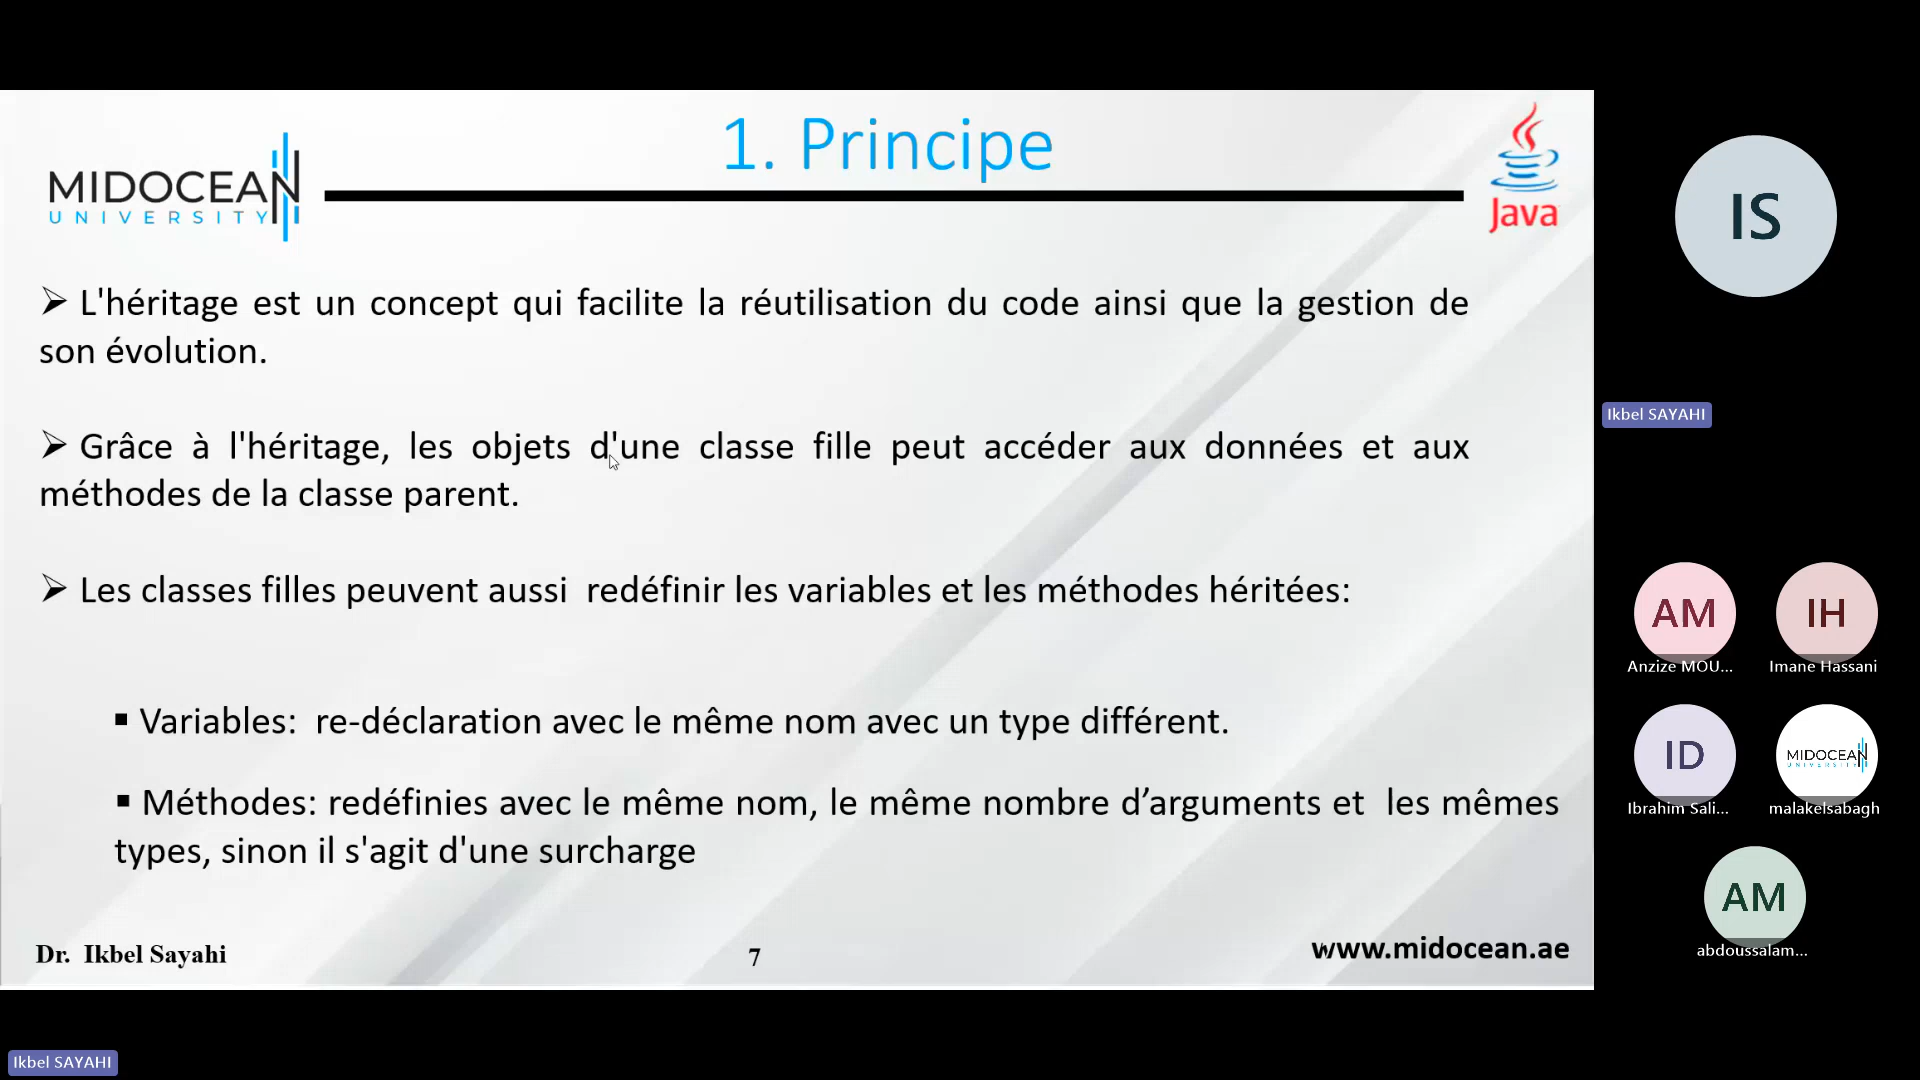 1. Principe
MIDOCEAN
UNIVERSITY
Java
➢ L'héritage est un concept qui facilite la réutilisation du code ainsi que la gestion de
son évolution.
➢ Grâce à l'héritage, les objets d'une classe fille peut accéder aux données et aux
méthodes de la classe parent.
➢ Les classes filles peuvent aussi  redéfinir les variables et les méthodes héritées:
▪ Variables:  re-déclaration avec le même nom avec un type différent.
▪ Méthodes: redéfinies avec le même nom, le même nombre d’arguments et  les mêmes
types, sinon il s'agit d'une surcharge
Dr.  Ikbel Sayahi
7
www.midocean.ae
IS
Ikbel SAYAHI
AM
Anzize MOU...
IH
Imane Hassani
ID
Ibrahim Sali...
MIDOCEAN
UNIVERSITY
malakelsabagh
AM
abdoussalam...
Ikbel SAYAHI